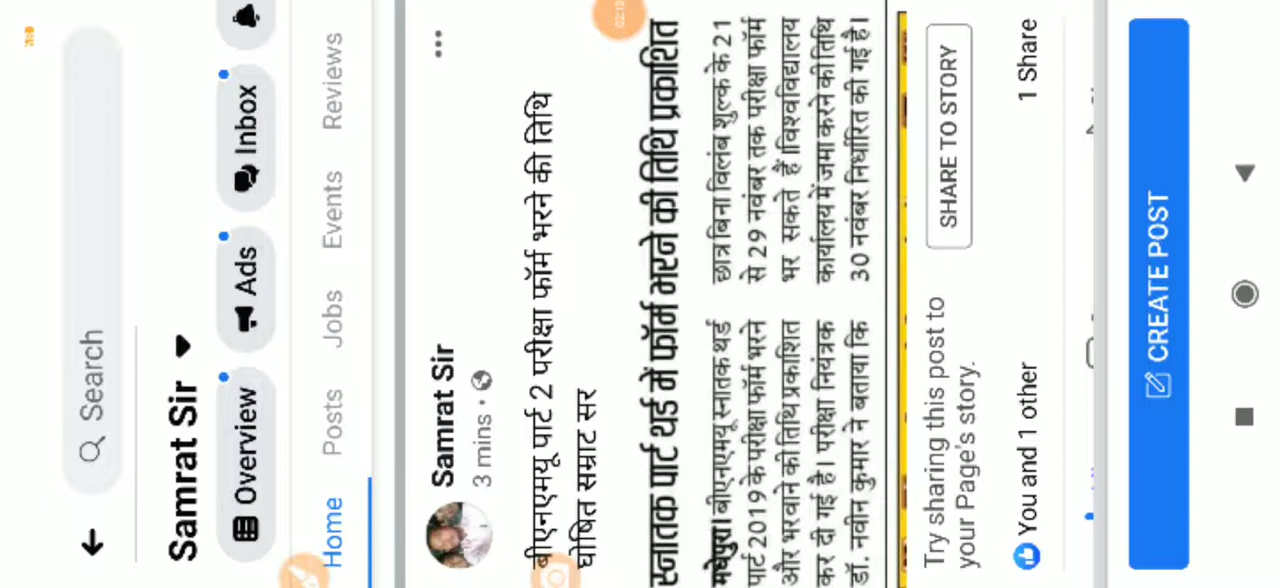 Search
Samrat Sir
Overview
Ads
Inbox
Home
Posts
Jobs
Events
Reviews
Samrat Sir
3 mins
बीएनएमयू पार्ट 2 परीक्षा फॉर्म भरने की तिथि
घोषित सम्राट सर
स्नातक पार्ट थर्ड में फॉर्म भरने की तिथि प्रकाशित
मधेपुरा। बीएनएमयू स्नातक थर्ड
पार्ट 2019 के परीक्षा फॉर्म भरने
और भरवाने की तिथि प्रकाशित
कर दी गई है। परीक्षा नियंत्रक
डॉ. नवीन कुमार ने बताया कि
छात्र बिना विलंब शुल्क के 21
से 29 नवंबर तक परीक्षा फॉर्म
भर सकते हैं। विश्वविद्यालय
कार्यालय में जमा करने की तिथि
30 नवंबर निर्धारित की गई है।
Try sharing this post to
your Page's story.
SHARE TO STORY
You and 1 other
1 Share
CREATE POST
02:13